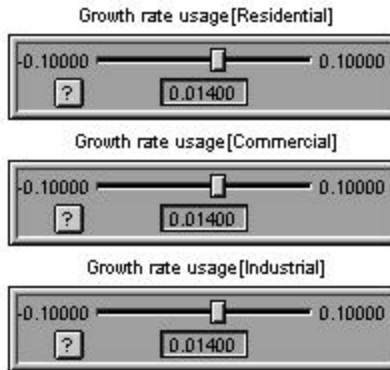 Growth rate usage[Residential]
-0.10000 0.10000
? 0.01400
Growth rate usage[Commercial]
-0.10000 0.10000
? 0.01400
Growth rate usage[Industrial]
-0.10000 0.10000
? 0.01400